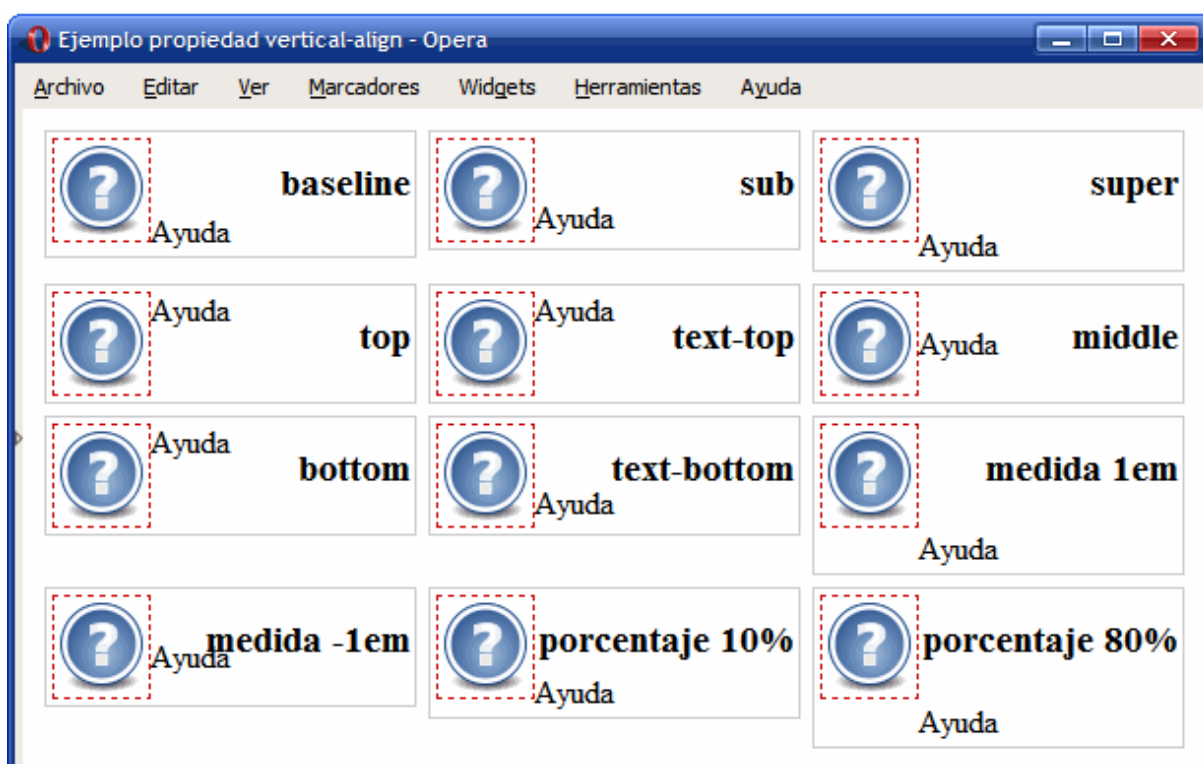 Ejemplo propiedad vertical-align - Opera
Archivo Editar Ver Marcadores Widgets Herramientas Ayuda
? baseline ? sub ? super
Ayuda Ayuda Ayuda
Ayuda Ayuda
? top ? text-top ? Ayuda middle
Ayuda
? bottom ? text-bottom ? medida 1em
Ayuda
Ayuda
? medida -1em ? porcentaje 10% ? porcentaje 80%
Ayuda
Ayuda
Ayuda